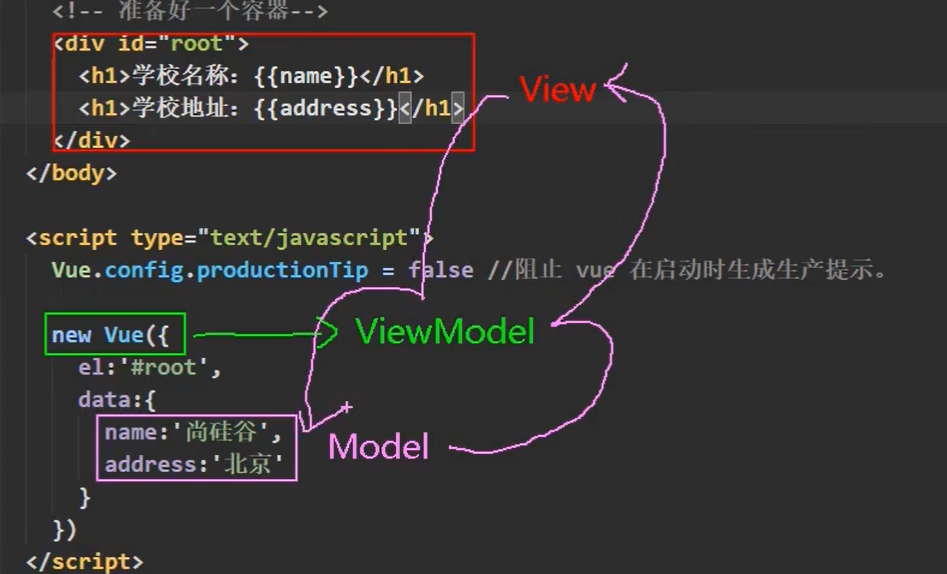 <!-- 准备好一个容器-->
<div id="root">
<h1>学校名称：{{name}}</h1>
<h1>学校地址：{{address}}</h1>
View
</div>
</body>
<script type="text/javascript">
Vue.config.productionTip = false //阻止 vue 在启动时生成生产提示。
new Vue({
ViewModel
el:'#root',
data:{
name:'尚硅谷',
Model
address:'北京'
}
})
</script>